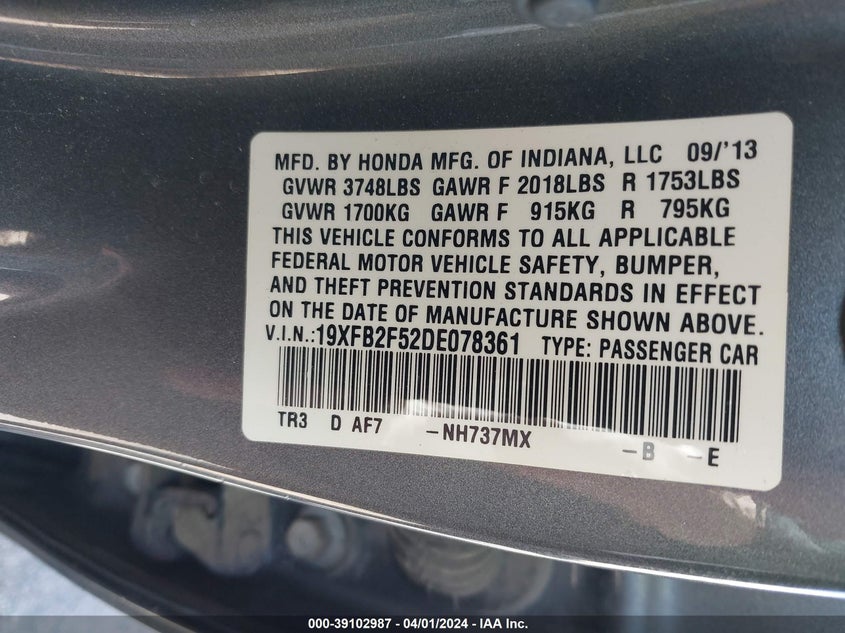 MFD. BY HONDA MFG. OF INDIANA, LLC 09/'13
GVWR 3748LBS GAWR F 2018LBS R 1753LBS
GVWR 1700KG GAWR F 915KG R 795KG
THIS VEHICLE CONFORMS TO ALL APPLICABLE
FEDERAL MOTOR VEHICLE SAFETY, BUMPER,
AND THEFT PREVENTION STANDARDS IN EFFECT
ON THE DATE OF MANUFACTURE SHOWN ABOVE.
V.I.N.:19XFB2F52DE078361 TYPE: PASSENGER CAR
TR3 D AF7 -NH737MX -B -E
000-39102987 - 04/01/2024 - IAA Inc.